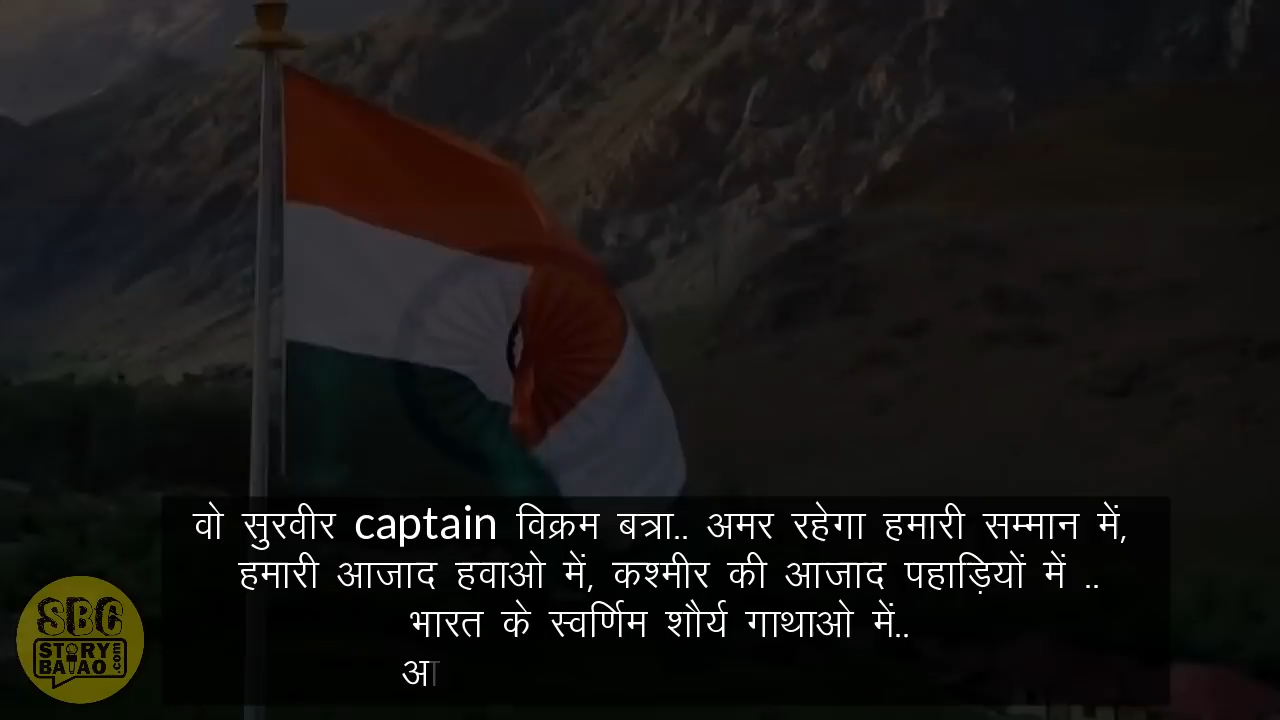 वो सुरवीर captain विक्रम बत्रा.. अमर रहेगा हमारी सम्मान में,
हमारी आजाद हवाओ में, कश्मीर की आजाद पहाड़ियों में ..
भारत के स्वर्णिम शौर्य गाथाओ में..
आ
SBC
STORY
BATAO
.com